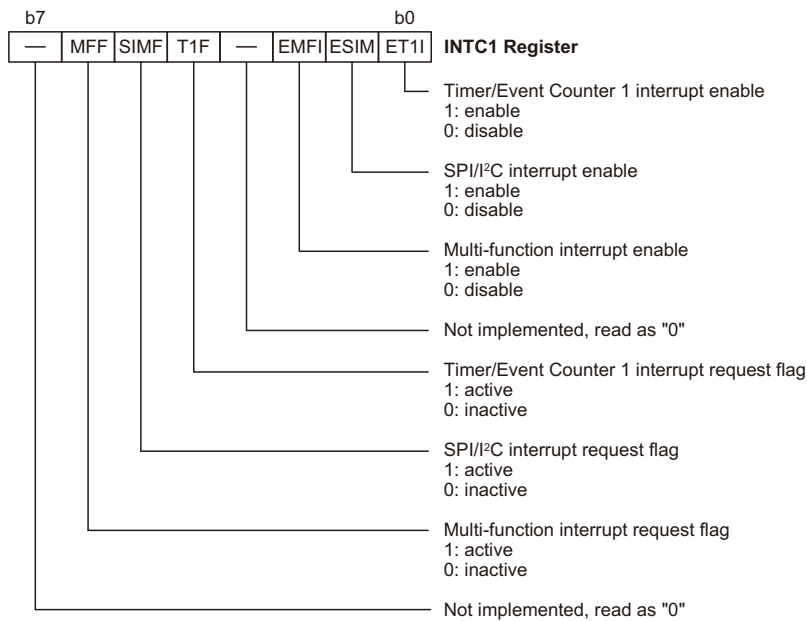 b7 b0
— MFF SIMF T1F — EMFI ESIM ET1I INTC1 Register
Timer/Event Counter 1 interrupt enable
1: enable
0: disable
SPI/I²C interrupt enable
1: enable
0: disable
Multi-function interrupt enable
1: enable
0: disable
Not implemented, read as "0"
Timer/Event Counter 1 interrupt request flag
1: active
0: inactive
SPI/I²C interrupt request flag
1: active
0: inactive
Multi-function interrupt request flag
1: active
0: inactive
Not implemented, read as "0"